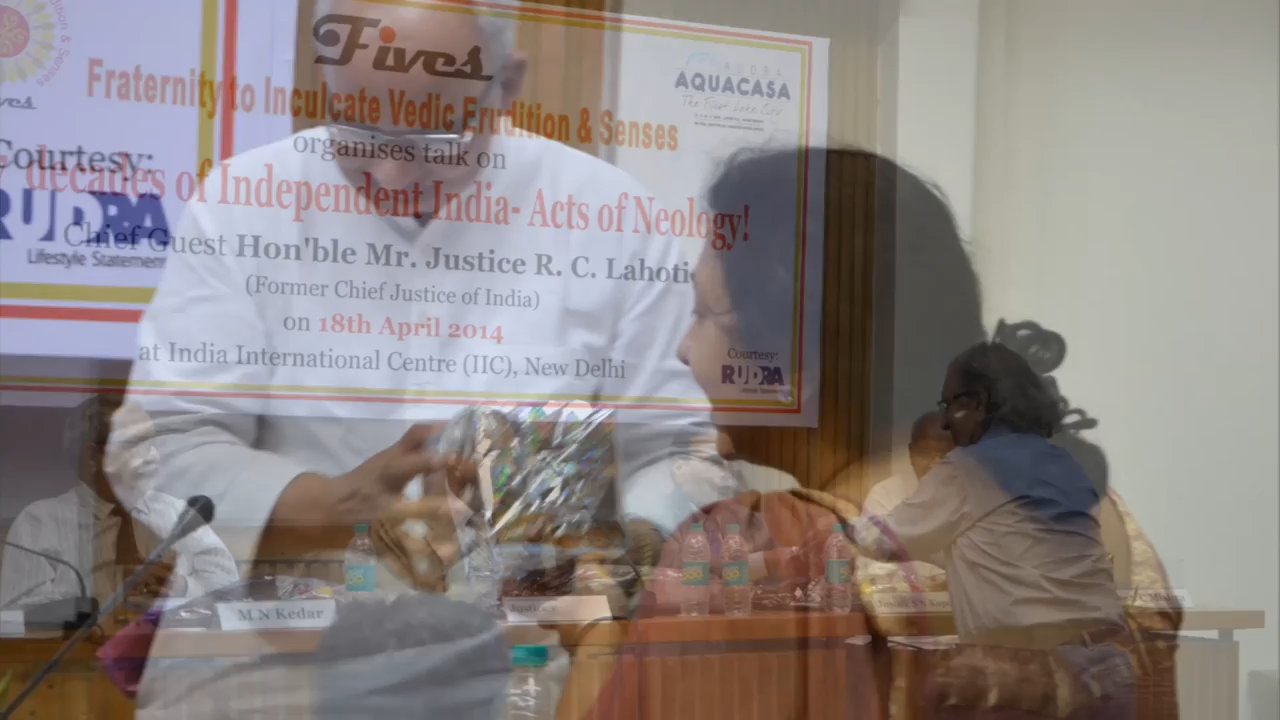 Fives
Fraternity to Inculcate Vedic Erudition & Senses
organises talk on
decades of Independent India- Acts of Neology!
Chief Guest Hon'ble Mr. Justice R. C. Lahoti
(Former Chief Justice of India)
on 18th April 2014
at India International Centre (IIC), New Delhi
RUDRA
AQUACASA
The First Lake City
Courtesy:
RUDRA
Courtesy:
RUDRA
Lifestyle Statement
M N Kedar
Justice